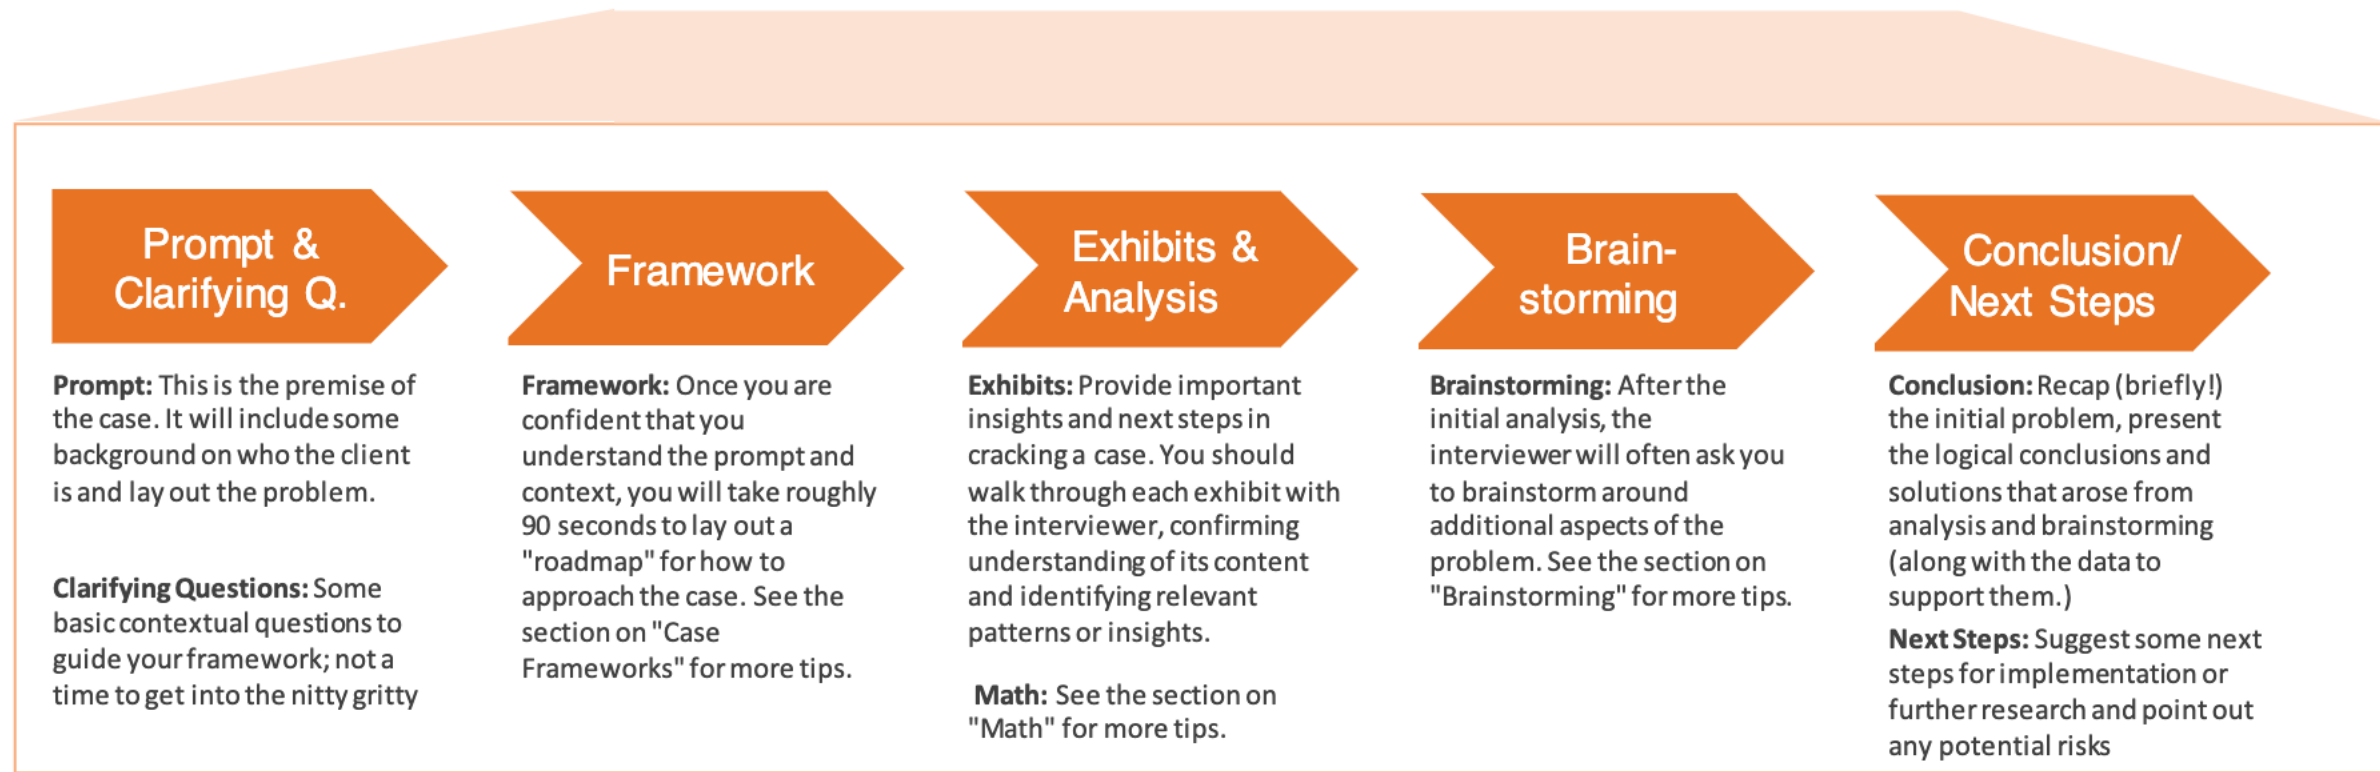 Prompt &
Clarifying Q.
Prompt: This is the premise of
the case. It will include some
background on who the client
is and lay out the problem.
Clarifying Questions: Some
basic contextual questions to
guide your framework; not a
time to get into the nitty gritty
Framework
Framework: Once you are
confident that you
understand the prompt and
context, you will take roughly
90 seconds to lay out a
"roadmap" for how to
approach the case. See the
section on "Case
Frameworks" for more tips.
Exhibits &
Analysis
Exhibits: Provide important
insights and next steps in
cracking a case. You should
walk through each exhibit with
the interviewer, confirming
understanding of its content
and identifying relevant
patterns or insights.
Math: See the section on
"Math" for more tips.
Brain-
storming
Brainstorming: After the
initial analysis, the
interviewer will often ask you
to brainstorm around
additional aspects of the
problem. See the section on
"Brainstorming" for more tips.
Conclusion/
Next Steps
Conclusion: Recap (briefly!)
the initial problem, present
the logical conclusions and
solutions that arose from
analysis and brainstorming
(along with the data to
support them.)
Next Steps: Suggest some next
steps for implementation or
further research and point out
any potential risks